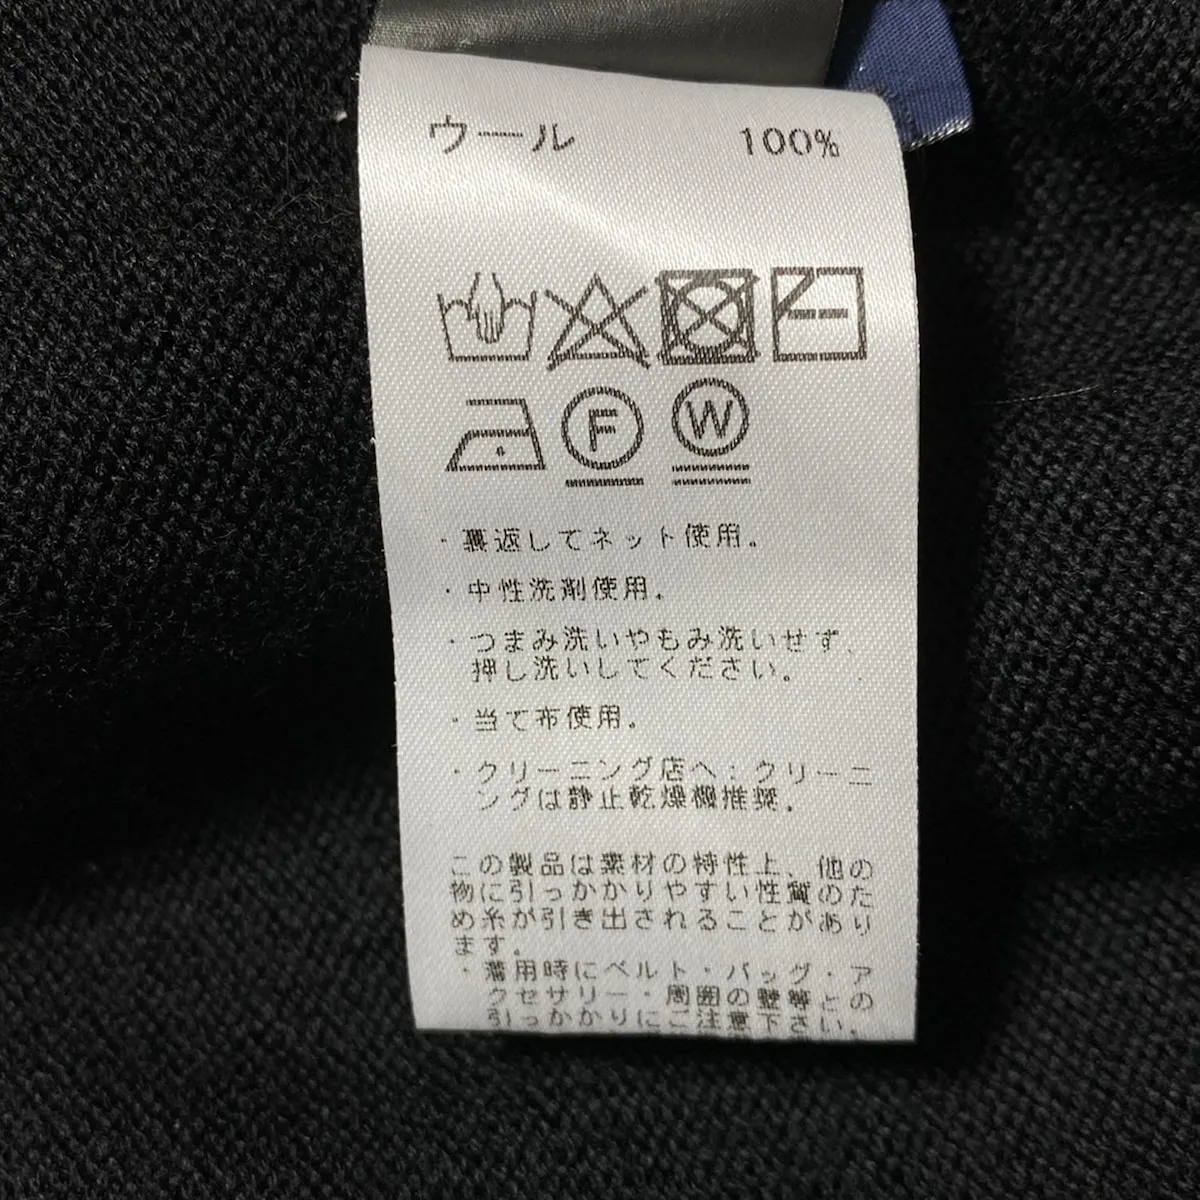 ウール 100%
F W
・裏返してネット使用。
・中性洗剤使用。
・つまみ洗いやもみ洗いせず、
押し洗いしてください。
・当て布使用。
・クリーニング店へ：クリーニ
ングは静止乾燥機推奨。
この製品は素材の特性上、他の
物に引っかかりやすい性質のた
め糸が引き出されることがあり
ます。
・着用時にベルト・バッグ・ア
クセサリー・周囲の壁等との
引っかかりにご注意下さい。